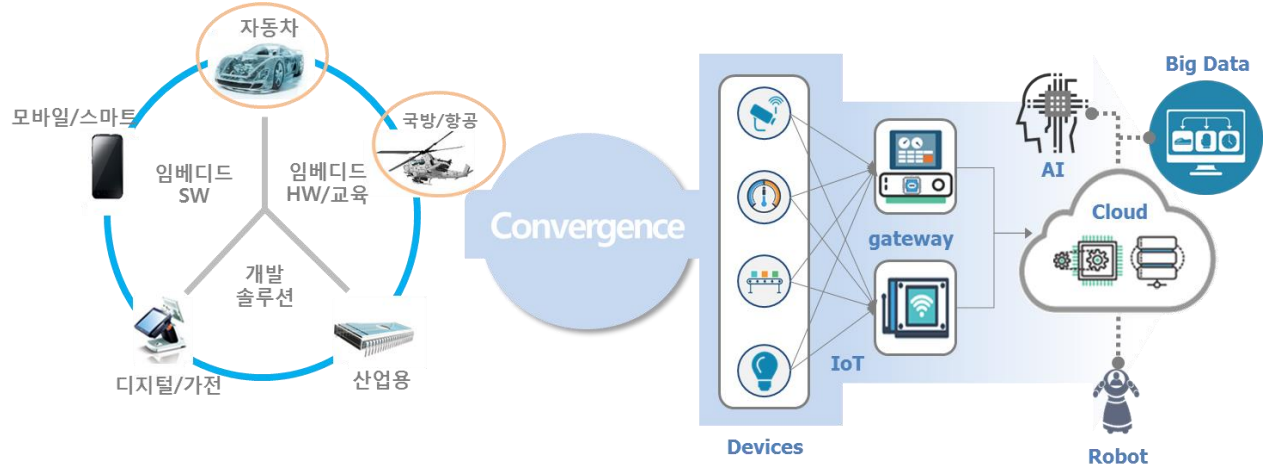 자동차
모바일/스마트
국방/항공
임베디드
SW
임베디드
HW/교육
개발
솔루션
디지털/가전
산업용
Convergence
Devices
gateway
IoT
AI
Big Data
Cloud
Robot